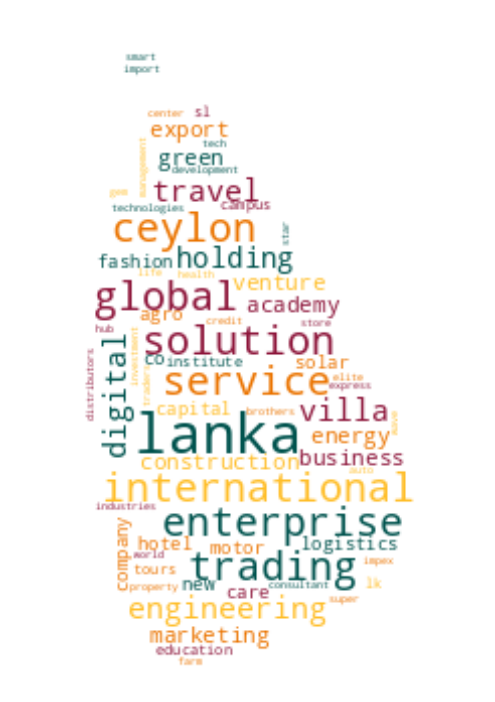 smart
import
center sl
export
tech
green
management
development
gem
travel
campus
technologies
ceylon
star
fashion holding
life health
venture
global academy
agro
credit store
hub
solution
digital
investment
distributors
co institute solar
traders
service
elite
express
capital brothers villa
wave
lanka energy
construction business
auto
international
industries
enterprise
company
hotel motor logistics
world
trading impex
tours
property new consultant lk
care
super
engineering
marketing
education
farm